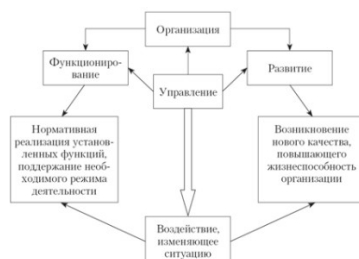 Организация
Функциониро-
вание
Развитие
Управление
Нормативная
реализация установ-
ленных функций,
поддержание необ-
ходимого режима
деятельности
Возникновение
нового качества,
повышающего
жизнеспособность
организации
Воздействие,
изменяющее
ситуацию